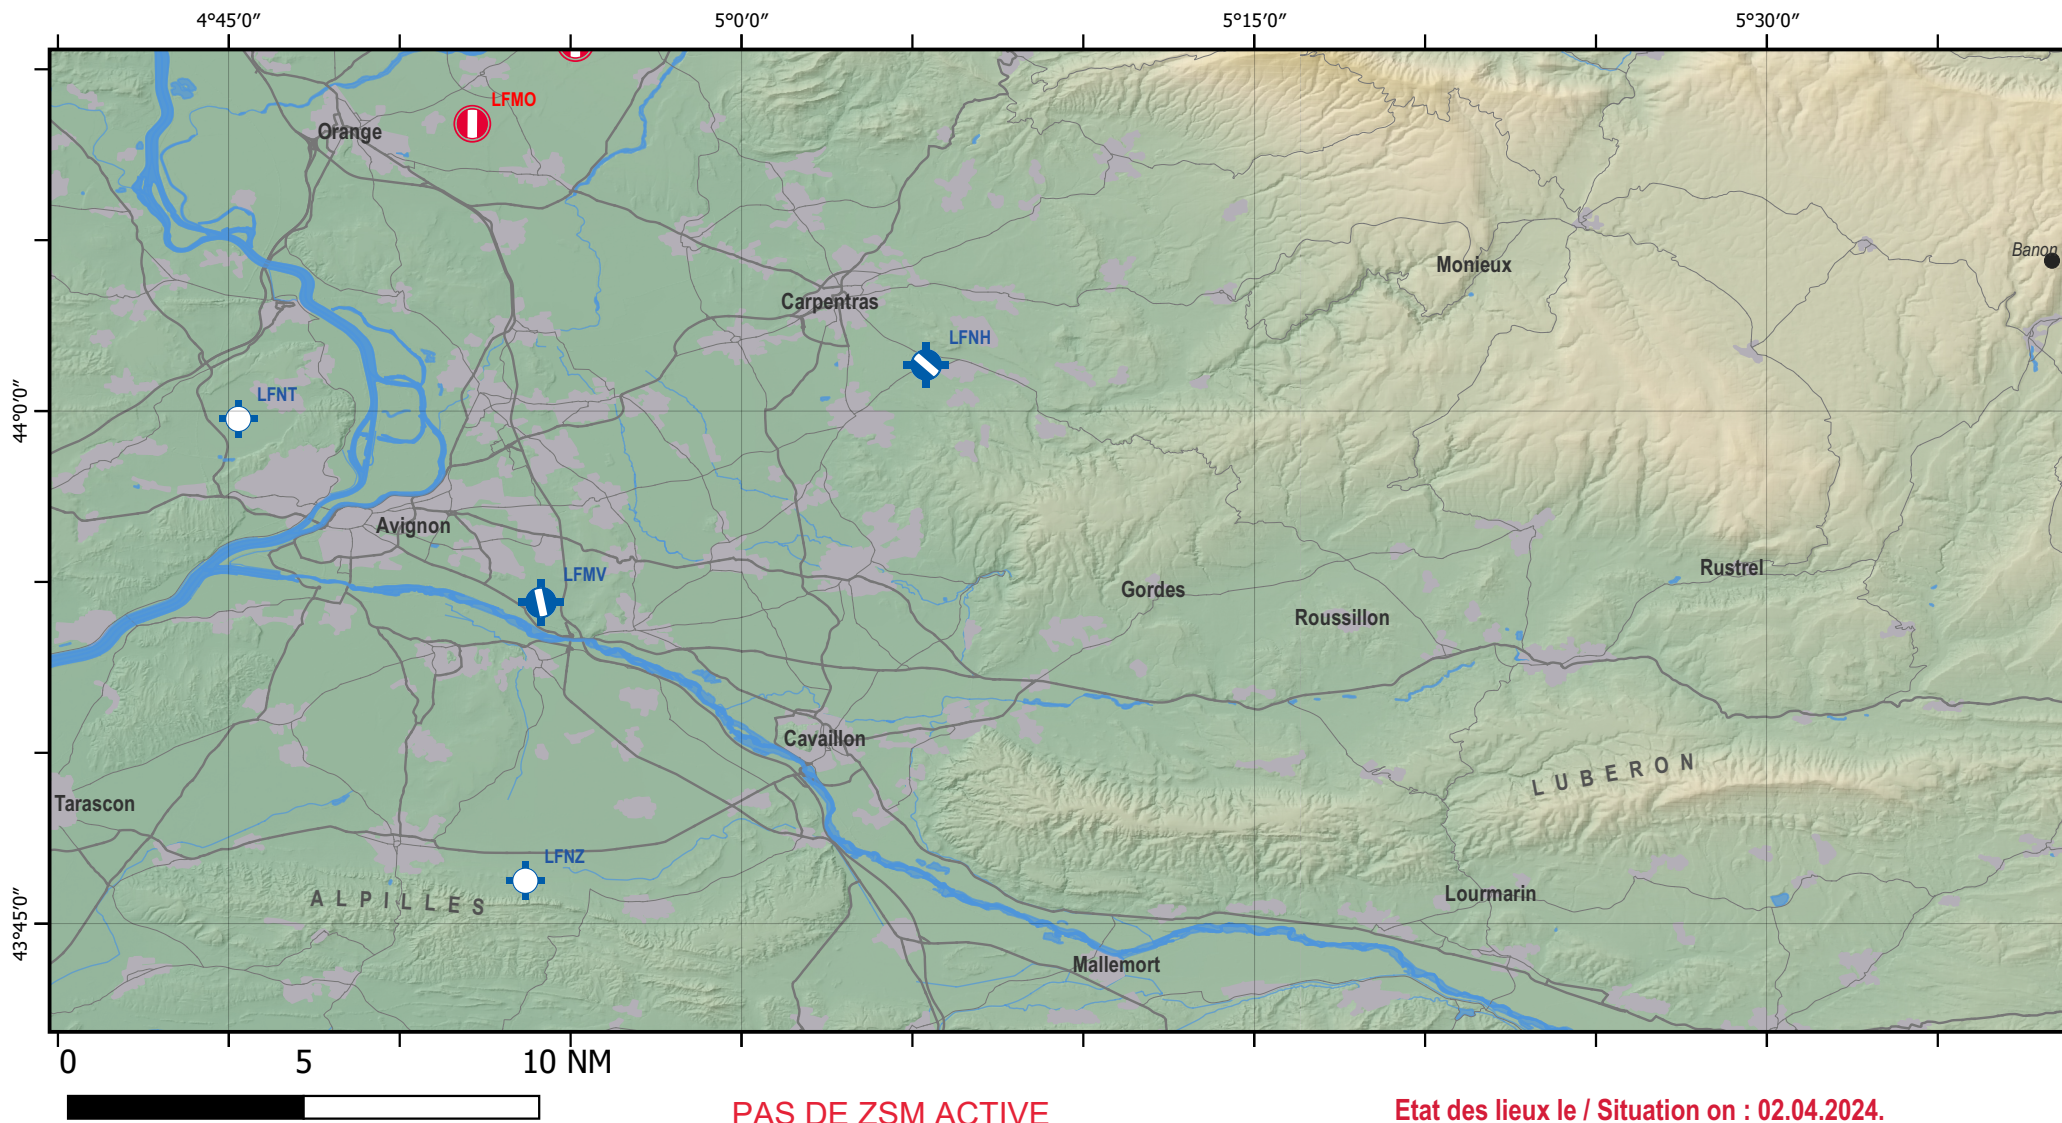 4°45'0" 5°0'0" 5°15'0" 5°30'0"
LFMO
Orange
Banon
Monieux
Carpentras
LFNH
LFNT
44°0'0"
Avignon
LFMV
Rustrel
Gordes
Roussillon
Cavaillon
LUBERON
Tarascon
LFNZ
ALPILLES
Lourmarin
43°45'0"
Mallemort
0 5 10 NM
PAS DE ZSM ACTIVE
Etat des lieux le / Situation on : 02.04.2024.